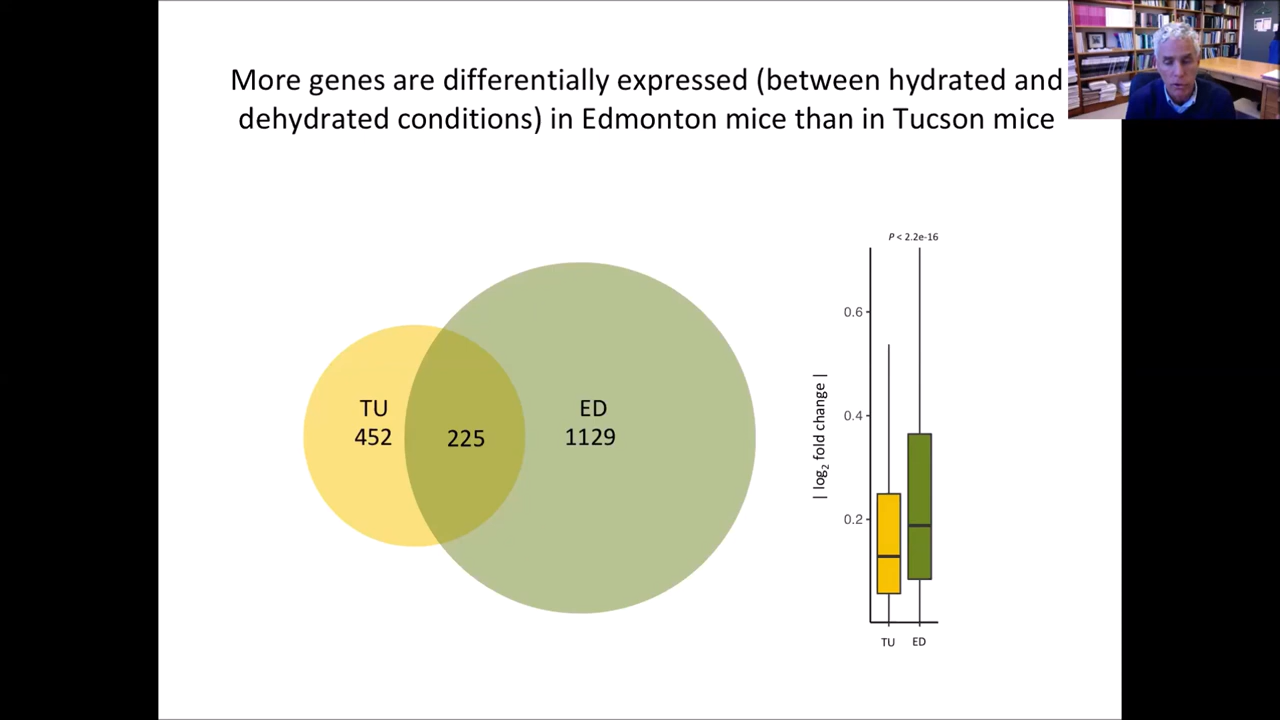 More genes are differentially expressed (between hydrated and
dehydrated conditions) in Edmonton mice than in Tucson mice
TU
452
225
ED
1129
P < 2.2e-16
| log₂ fold change |
0.6
0.4
0.2
TU
ED